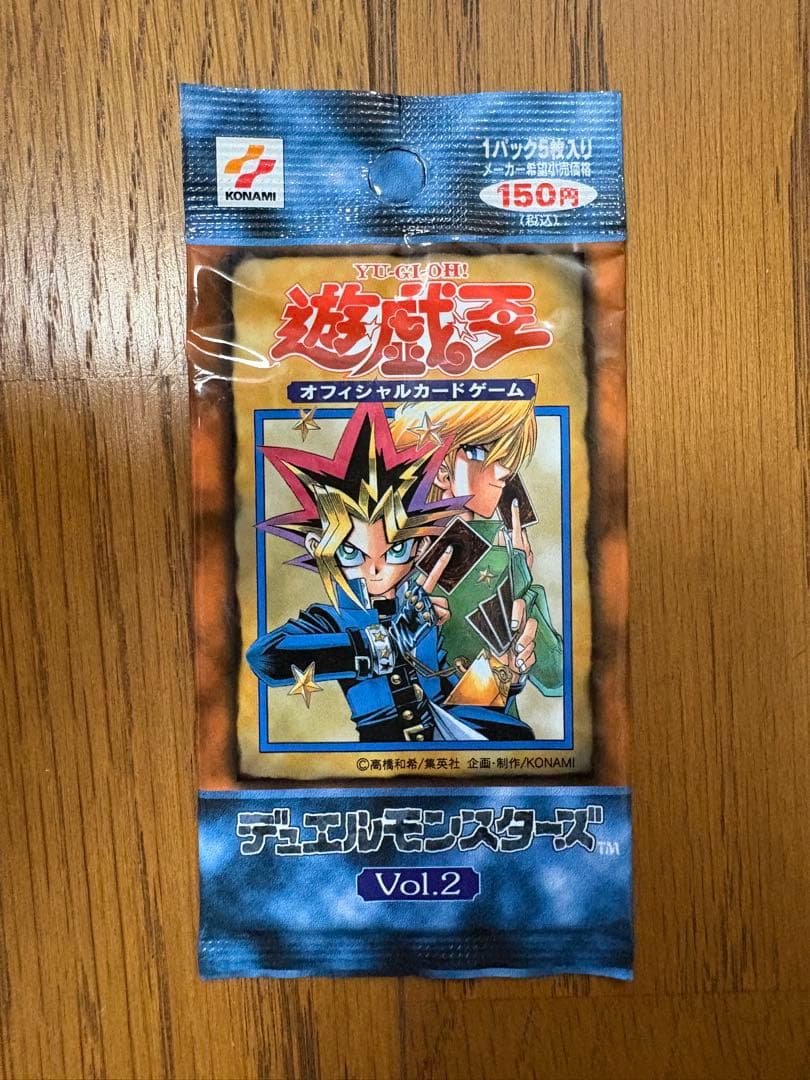 KONAMI
1パック5枚入り
メーカー希望小売価格
150円
(税込)
YU-GI-OH!
遊☆戯☆王
オフィシャルカードゲーム
©高橋和希/集英社 企画・制作/KONAMI
デュエルモンスターズ™
Vol.2